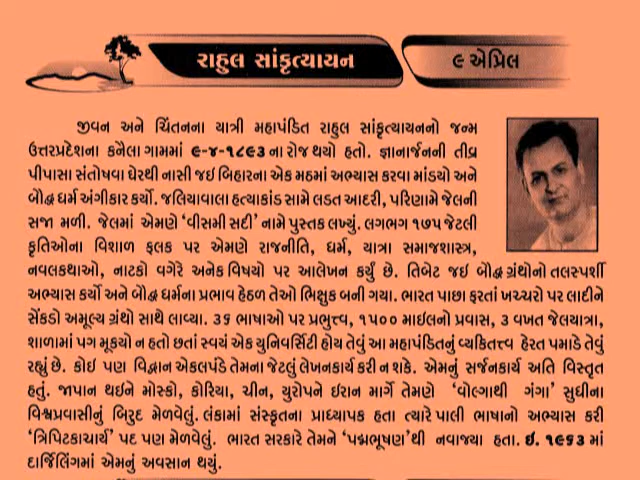 રાહુલ સાંકૃત્યાયન
૯ એપ્રિલ
જીવન અને ચિંતનના યાત્રી મહાપંડિત રાહુલ સાંકૃત્યાયનનો જન્મ
ઉત્તરપ્રદેશના કનૈલા ગામમાં ૯-૪-૧૮૯૩ ના રોજ થયો હતો. જ્ઞાનાર્જનની તીવ્ર
પીપાસા સંતોષવા ઘેરથી નાસી જઇ બિહારના એક મઠમાં અભ્યાસ કરવા માંડયો અને
બૌદ્ધ ધર્મ અંગીકાર કર્યો. જલિયાવાલા હત્યાકાંડ સામે લડત આદરી, પરિણામે જેલની
સજા મળી. જેલમાં એમણે ‘વીસમી સદી’ નામે પુસ્તક લખ્યું. લગભગ ૧૭૫ જેટલી
કૃતિઓના વિશાળ ફલક પર એમણે રાજનીતિ, ધર્મ, યાત્રા સમાજશાસ્ત્ર,
નવલકથાઓ, નાટકો વગેરે અનેક વિષયો પર આલેખન કર્યું છે. તિબેટ જઇ બૌદ્ધ ગ્રંથોનો તલસ્પર્શી
અભ્યાસ કર્યો અને બૌદ્ધ ધર્મના પ્રભાવ હેઠળ તેઓ ભિક્ષુક બની ગયા. ભારત પાછા ફરતાં ખચ્ચરો પર લાદીને
સેંકડો અમૂલ્ય ગ્રંથો સાથે લાવ્યા. ૩૬ ભાષાઓ પર પ્રભુત્ત્વ, ૧૫૦૦ માઇલનો પ્રવાસ, ૩ વખત જેલયાત્રા,
શાળામાં પગ મૂકયો ન હતો છતાં સ્વયં એક યુનિવર્સિટી હોય તેવું આ મહાપંડિતનું વ્યકિતત્ત્વ હેરત પમાડે તેવું
રહ્યું છે. કોઈ પણ વિદ્વાન એકલપંડે તેમના જેટલું લેખનકાર્ય કરી ન શકે. એમનું સર્જનકાર્ય અતિ વિસ્તૃત
હતું. જાપાન થઇને મોસ્કો, કોરિયા, ચીન, યુરોપને ઈરાન માર્ગે તેમણે ‘વોલ્ગાથી ગંગા’ સુધીના
વિશ્વપ્રવાસીનું બિરુદ મેળવેલું. લંકામાં સંસ્કૃતના પ્રાધ્યાપક હતા ત્યારે પાલી ભાષાનો અભ્યાસ કરી
‘ત્રિપિટકાચાર્ય’ પદ પણ મેળવેલું. ભારત સરકારે તેમને ‘પદ્મભૂષણ’થી નવાજ્યા હતા. ઇ. ૧૯૬૩ માં
દાર્જિલિંગમાં એમનું અવસાન થયું.